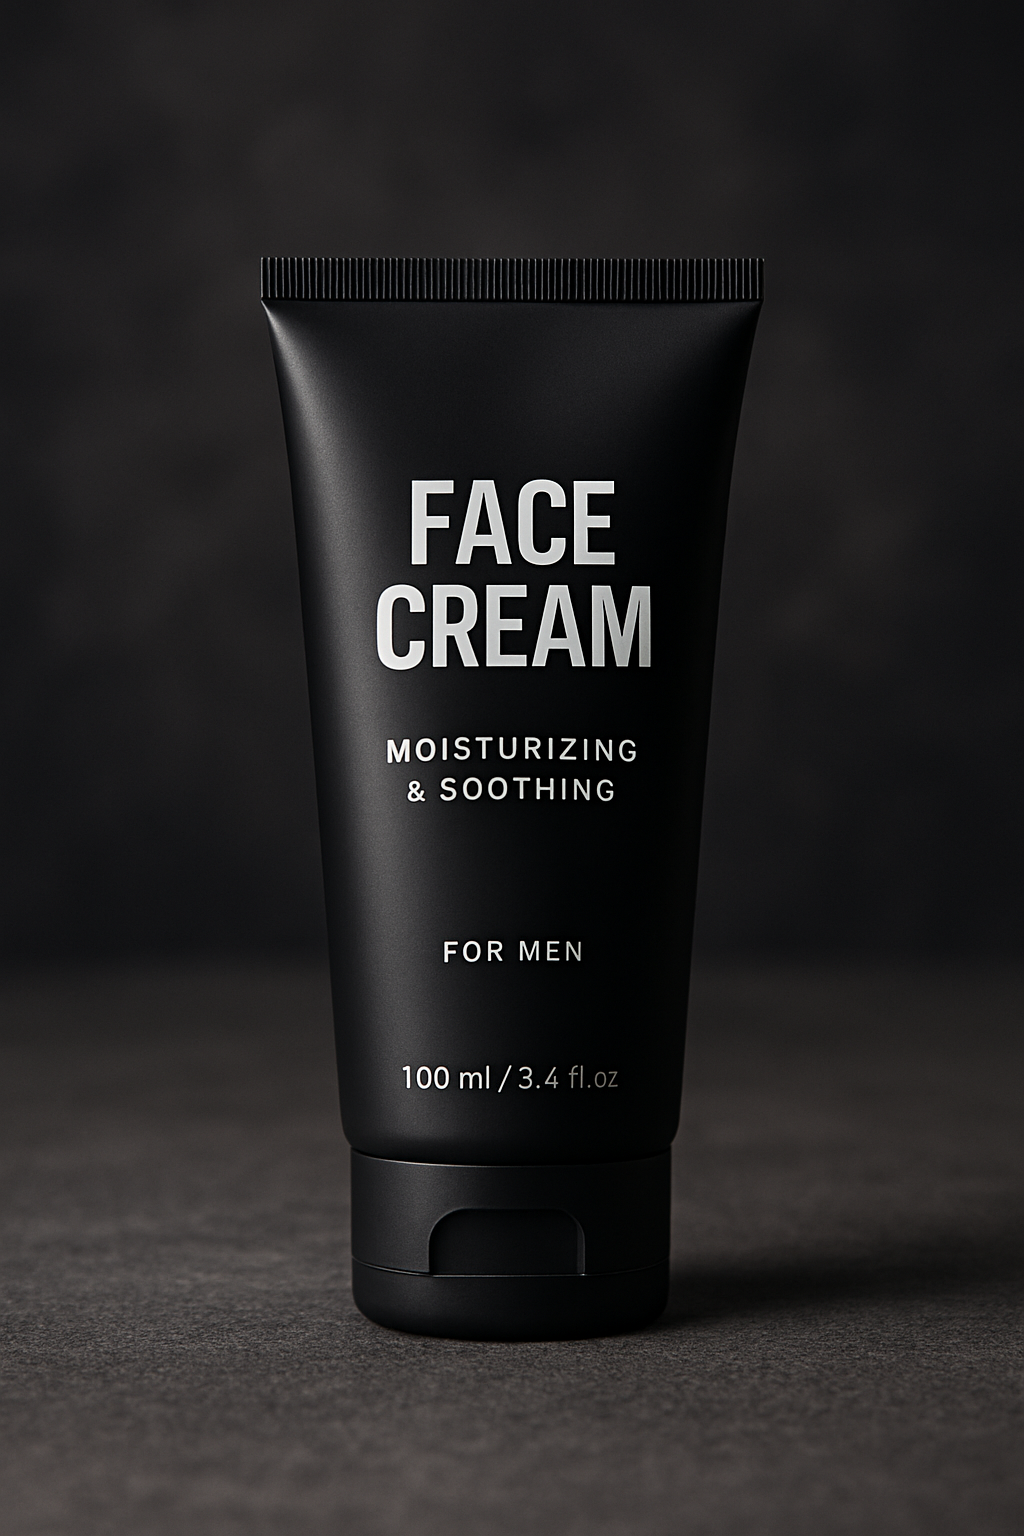 FACE
CREAM
MOISTURIZING
& SOOTHING
FOR MEN
100 ml / 3.4 fl.oz